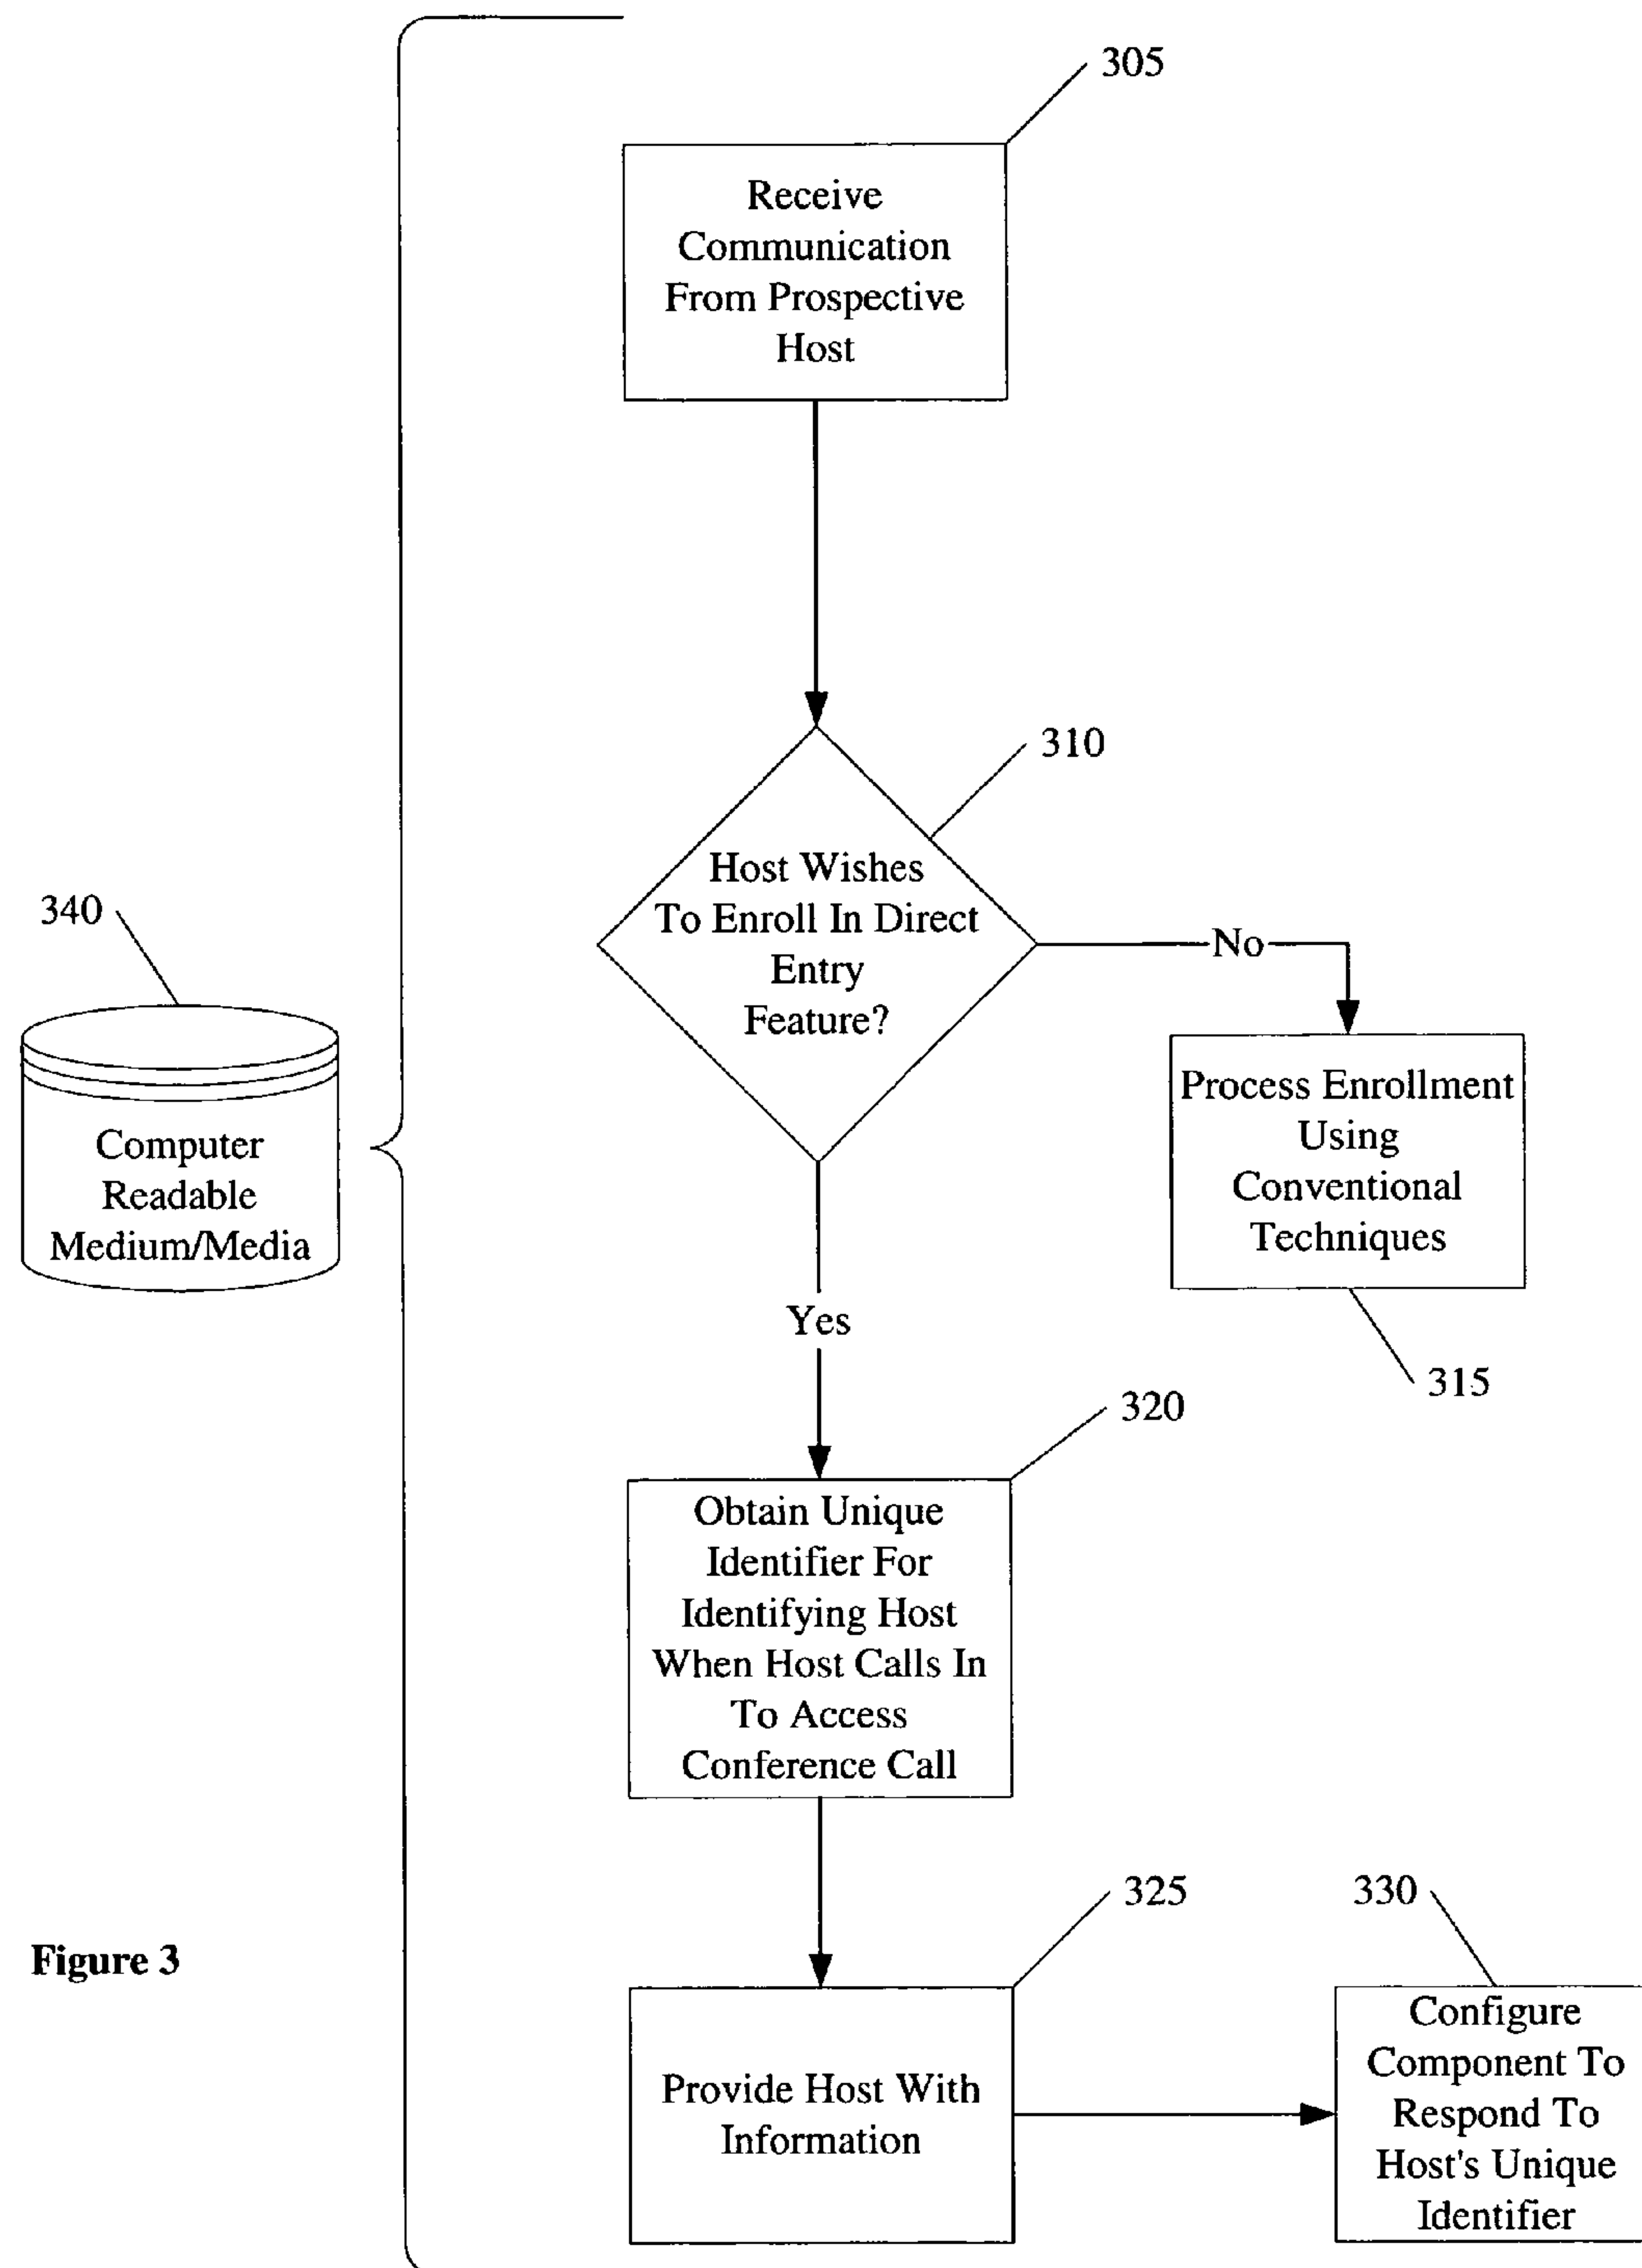 305
Receive
Communication
From Prospective
Host
310
Host Wishes
To Enroll In Direct
Entry
Feature?
No
340
Computer
Readable
Medium/Media
Process Enrollment
Using
Conventional
Techniques
315
Yes
320
Obtain Unique
Identifier For
Identifying Host
When Host Calls In
To Access
Conference Call
325
330
Figure 3
Provide Host With
Information
Configure
Component To
Respond To
Host's Unique
Identifier